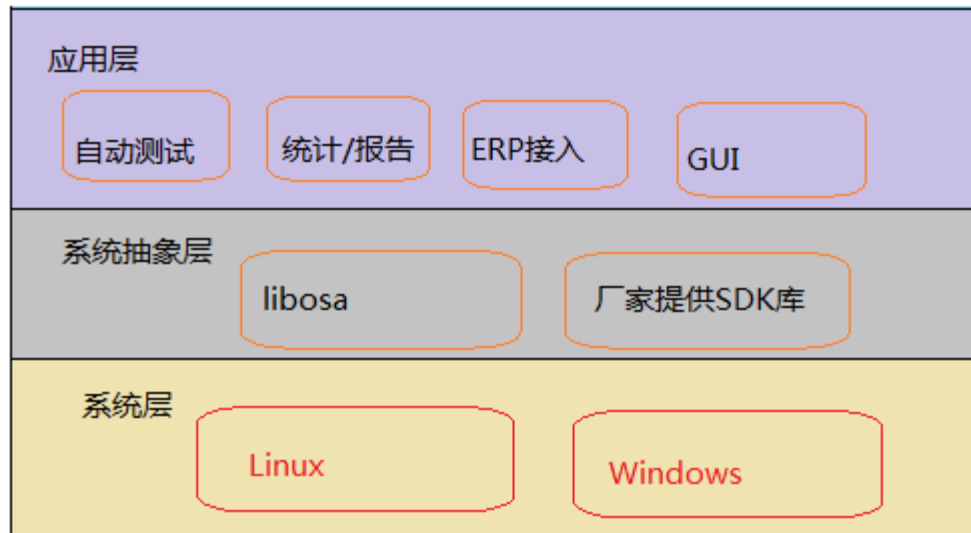 应用层
自动测试
统计/报告
ERP接入
GUI
系统抽象层
libosa
厂家提供SDK库
系统层
Linux
Windows